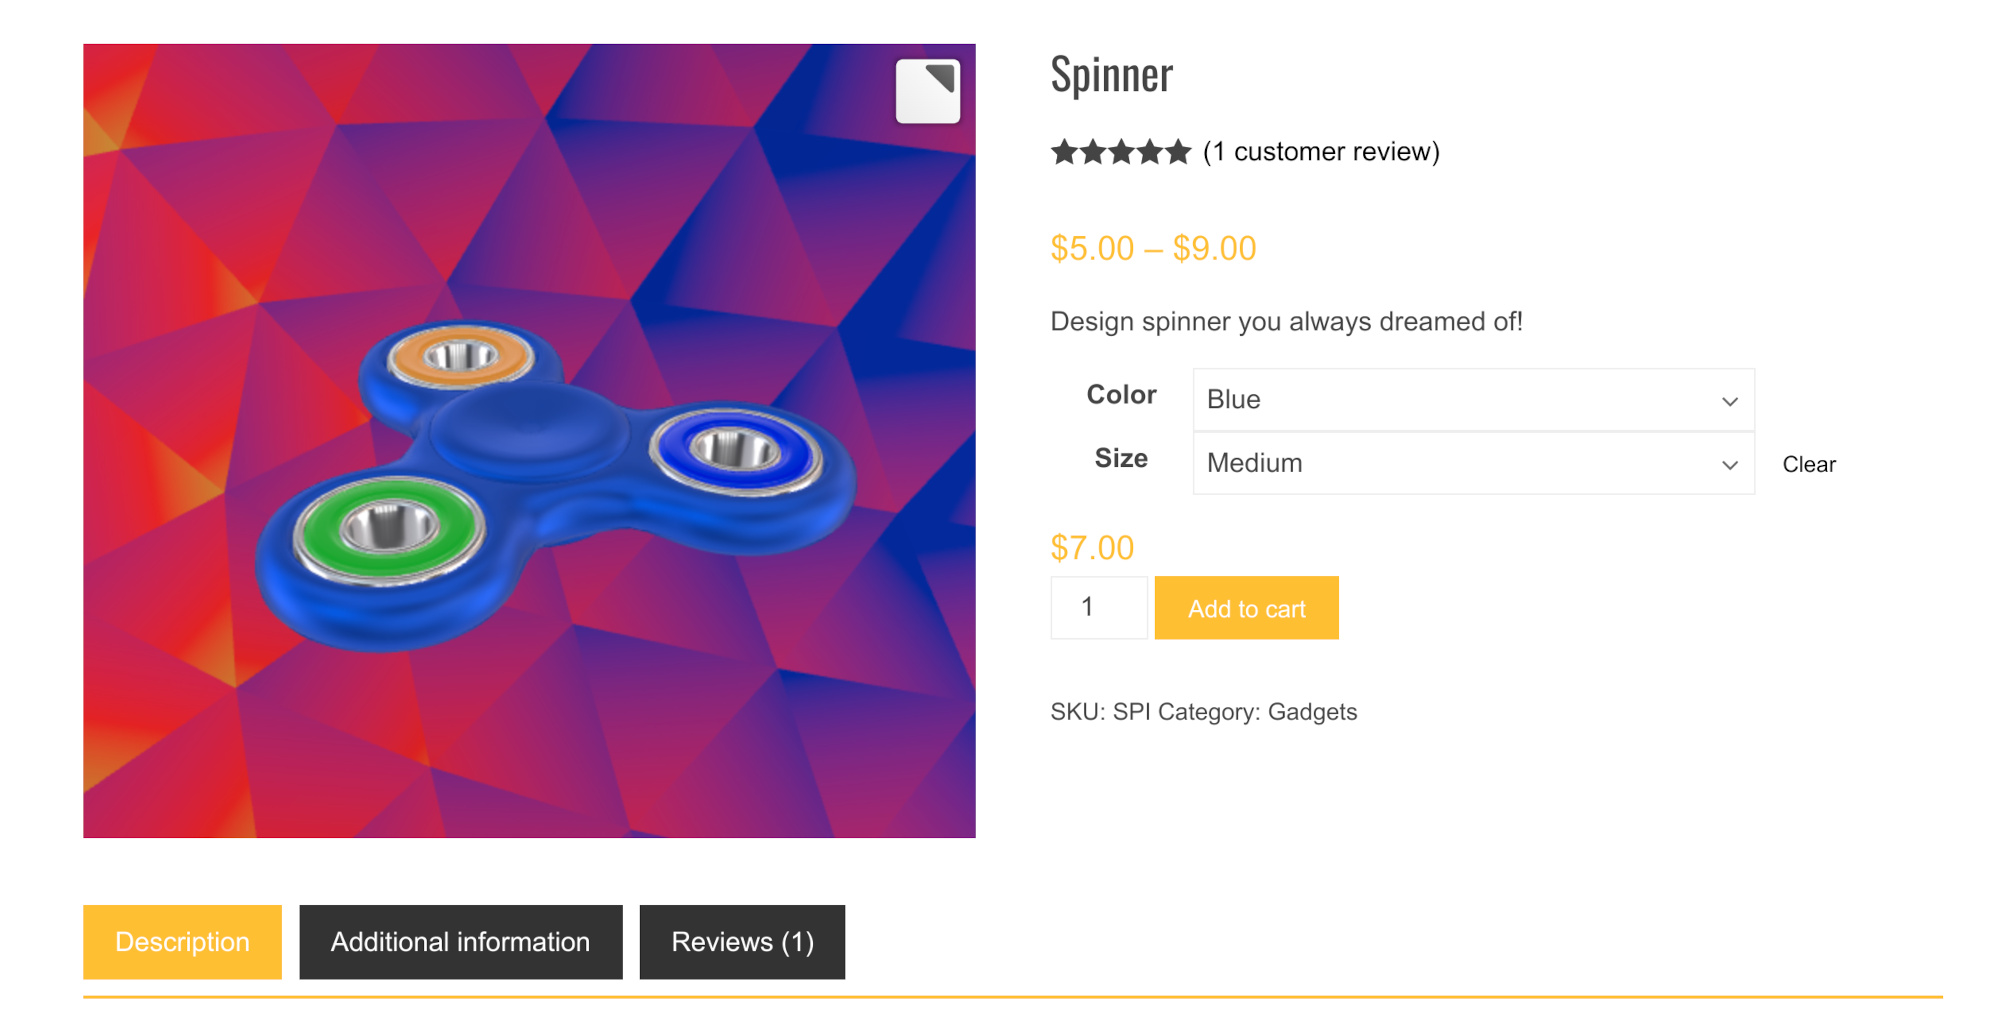 Spinner
(1 customer review)
$5.00 – $9.00
Design spinner you always dreamed of!
Color Blue
Size Medium Clear
$7.00
1 Add to cart
SKU: SPI Category: Gadgets
Description Additional information Reviews (1)